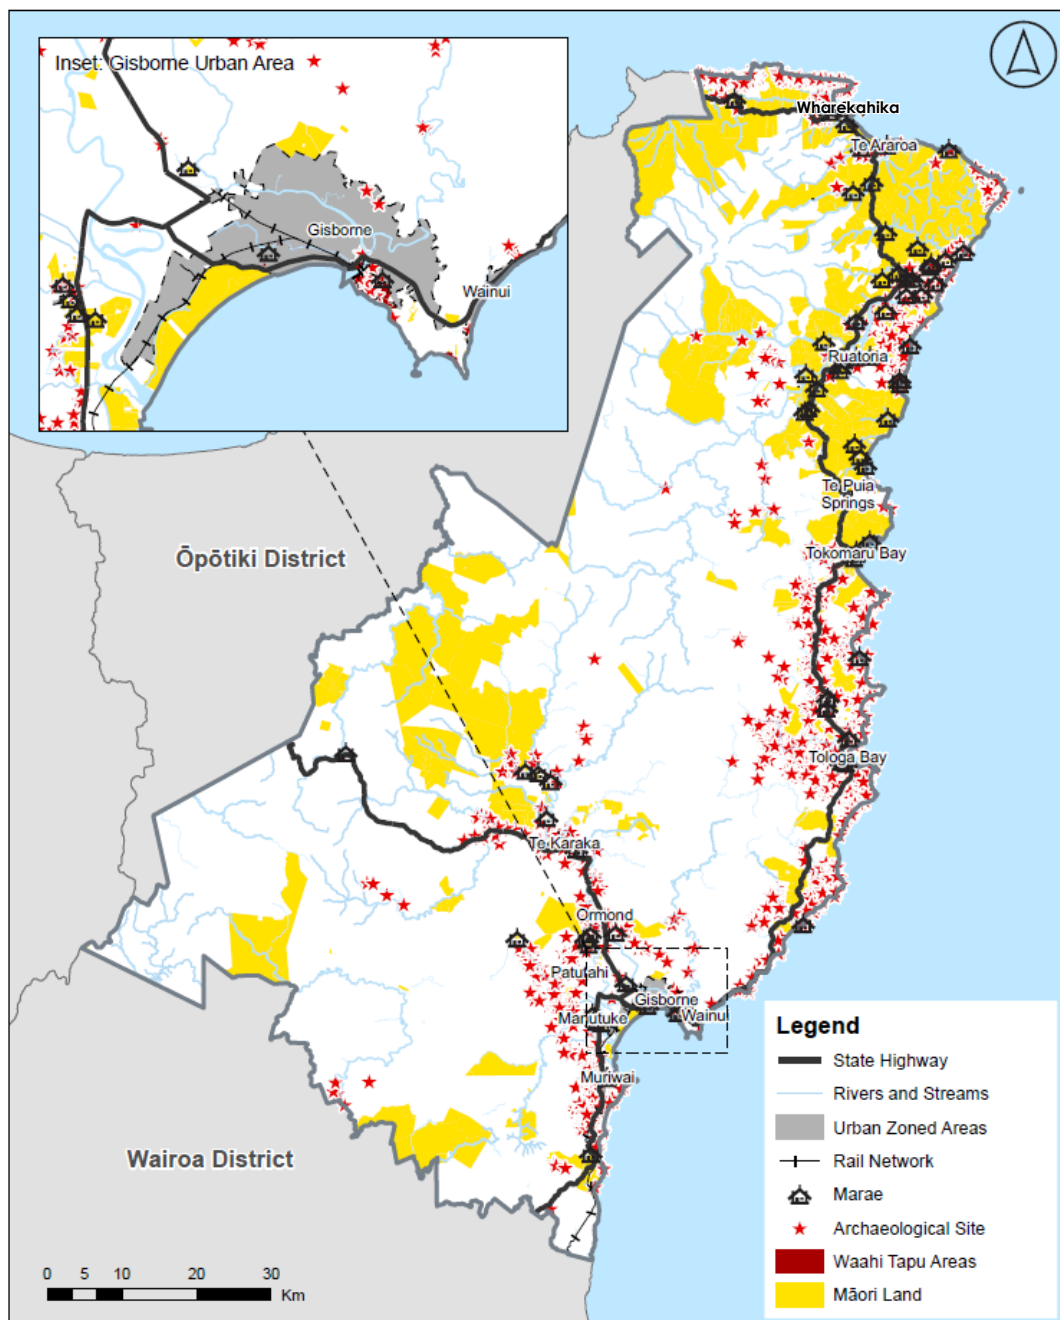 Inset: Gisborne Urban Area
Gisborne
Wainui
Wharekahika
Te Araroa
Ruatoria
Te Puia
Springs
Tokomaru Bay
Ōpōtiki District
Tologa Bay
Te Karaka
Ormond
Patutahi
Gisborne
Wainui
Manutuke
Muriwai
Wairoa District
Legend
State Highway
Rivers and Streams
Urban Zoned Areas
Rail Network
Marae
Archaeological Site
Waahi Tapu Areas
Māori Land
0 5 10 20 30
Km